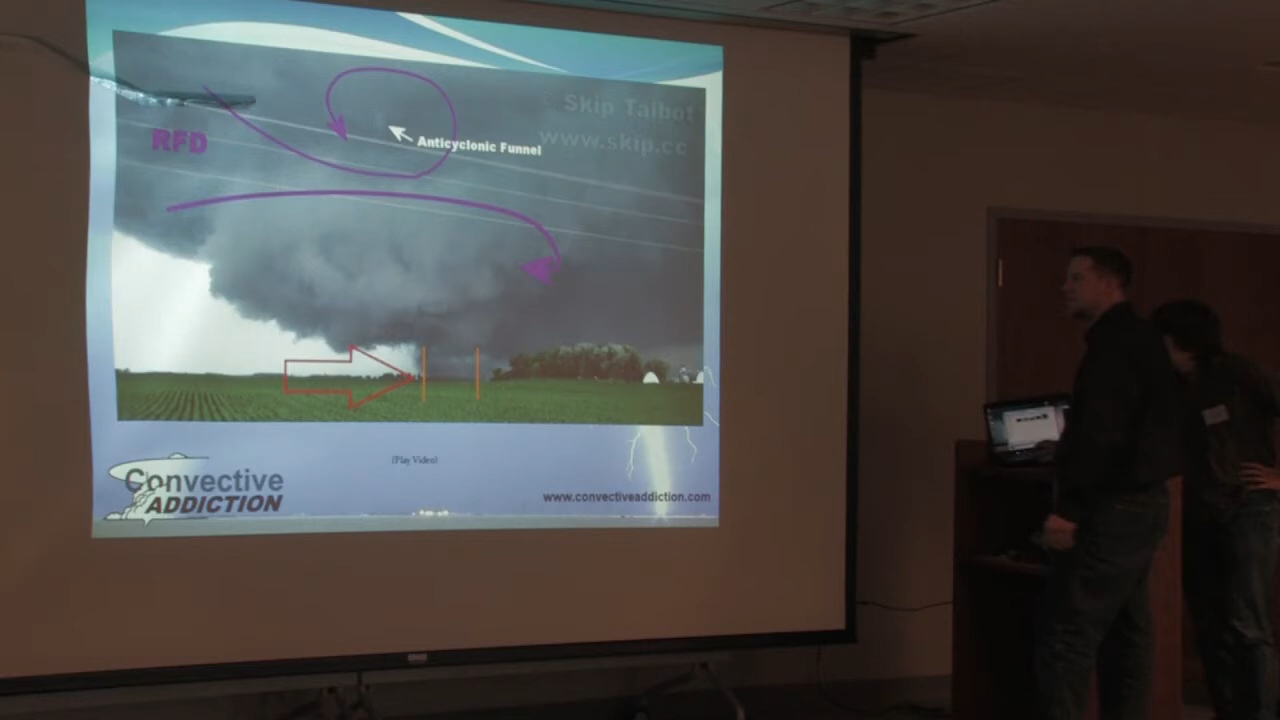 © Skip Talbot
www.skip.cc
RFD
Anticyclonic Funnel
(Play Video)
Convective
ADDICTION
www.convectiveaddiction.com